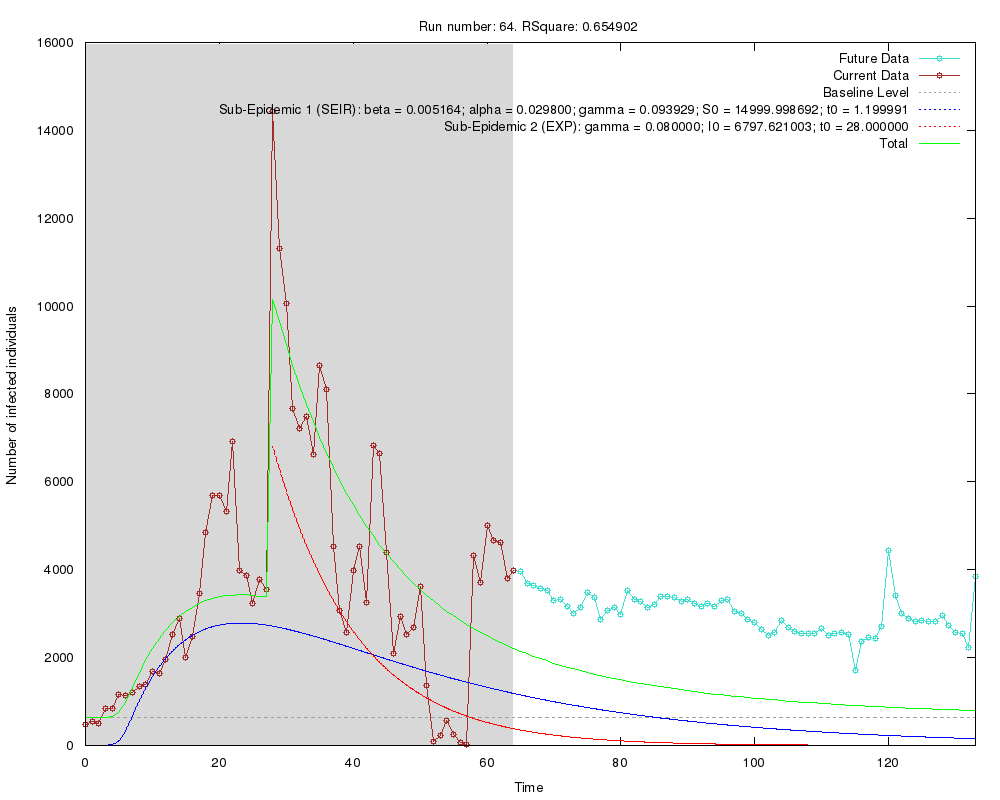 Run number: 64. RSquare: 0.654902
16000
14000
12000
10000
8000
6000
4000
2000
0
Number of infected individuals
Future Data
Current Data
Baseline Level
Sub-Epidemic 1 (SEIR): beta = 0.005164; alpha = 0.029800; gamma = 0.093929; S0 = 14999.998692; t0 = 1.199991
Sub-Epidemic 2 (EXP): gamma = 0.080000; I0 = 6797.621003; t0 = 28.000000
Total
0 20 40 60 80 100 120
Time